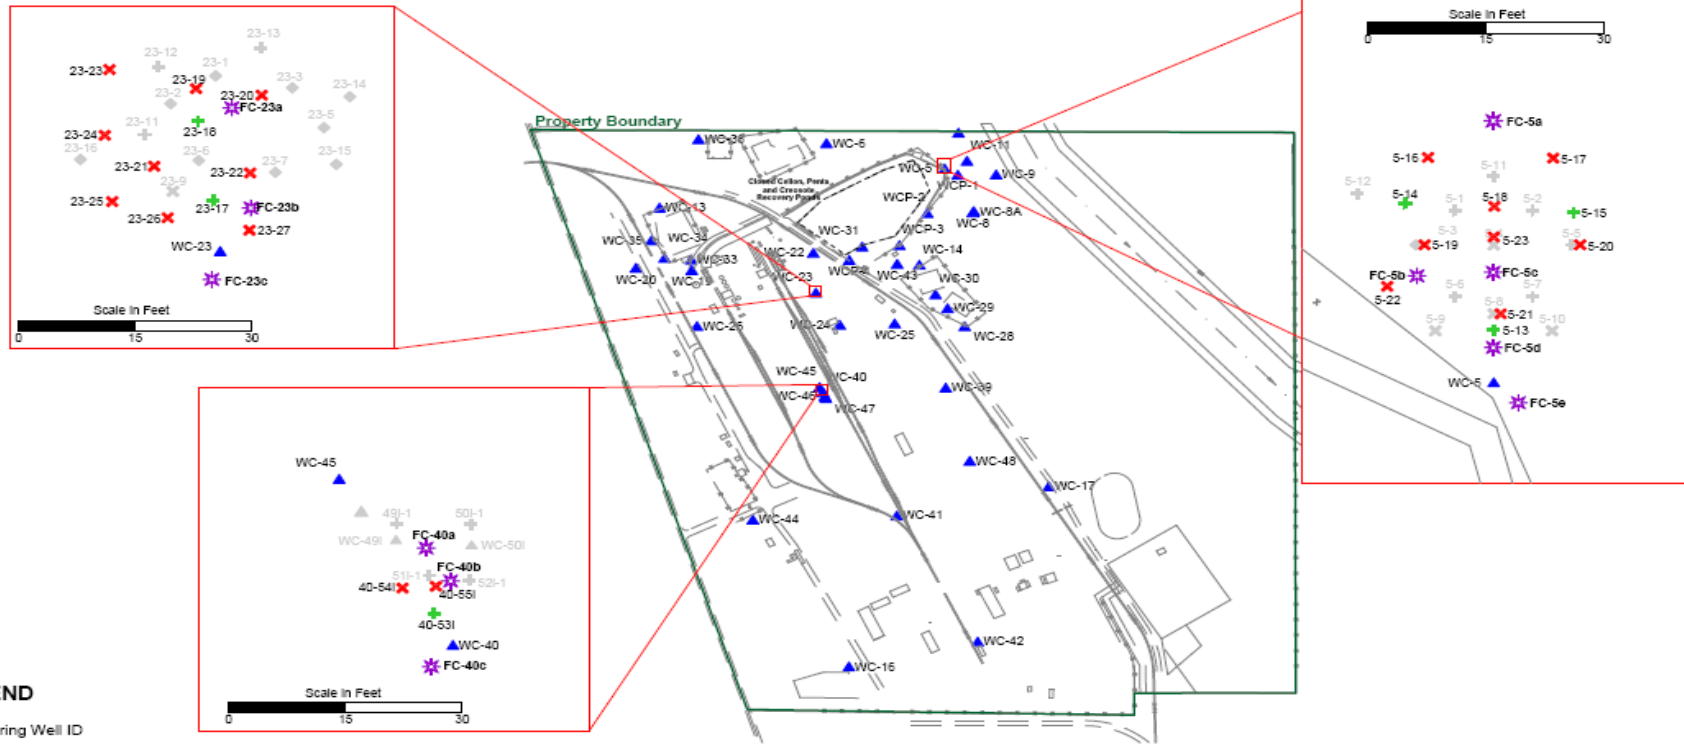 23-13
23-12
23-1
23-23
23-19
23-3
23-14
23-20
23-2
FC-23a
23-5
23-11
23-18
23-24
23-16
23-6
23-15
23-21
23-7
23-22
23-9
23-25
23-17
FC-23b
23-26
23-27
WC-23
FC-23c
Scale In Feet
0 15 30
Property Boundary
WC-6
WC-11
WC-5
WC-9
Closed Cellon, Penta
and Creosote
Recovery Ponds
WCP-1
WCP-2
WC-8A
WC-8
WC-13
WCP-3
WC-31
WC-35
WC-34
WC-22
WC-14
WC-33
WC-20
WC-19
WC-23
WC-43
WC-30
WC-29
WC-26
WC-24
WC-25
WC-28
WC-45
WC-40
WC-46
WC-39
WC-47
WC-48
WC-17
WC-44
WC-41
WC-42
WC-16
Scale In Feet
0 15 30
FC-5a
5-16
5-17
5-11
5-12
5-14
5-18
5-1
5-2
5-15
5-3
5-23
5-5
5-19
5-20
FC-5b
FC-5c
5-22
5-6
5-7
5-8
5-21
5-9
5-13
5-10
FC-5d
WC-5
FC-5e
WC-45
49I-1
50I-1
WC-49I
FC-40a
WC-50I
FC-40b
51I-1
52I-1
40-54I
40-55I
40-53I
WC-40
FC-40c
Scale In Feet
0 15 30
END
ring Well ID